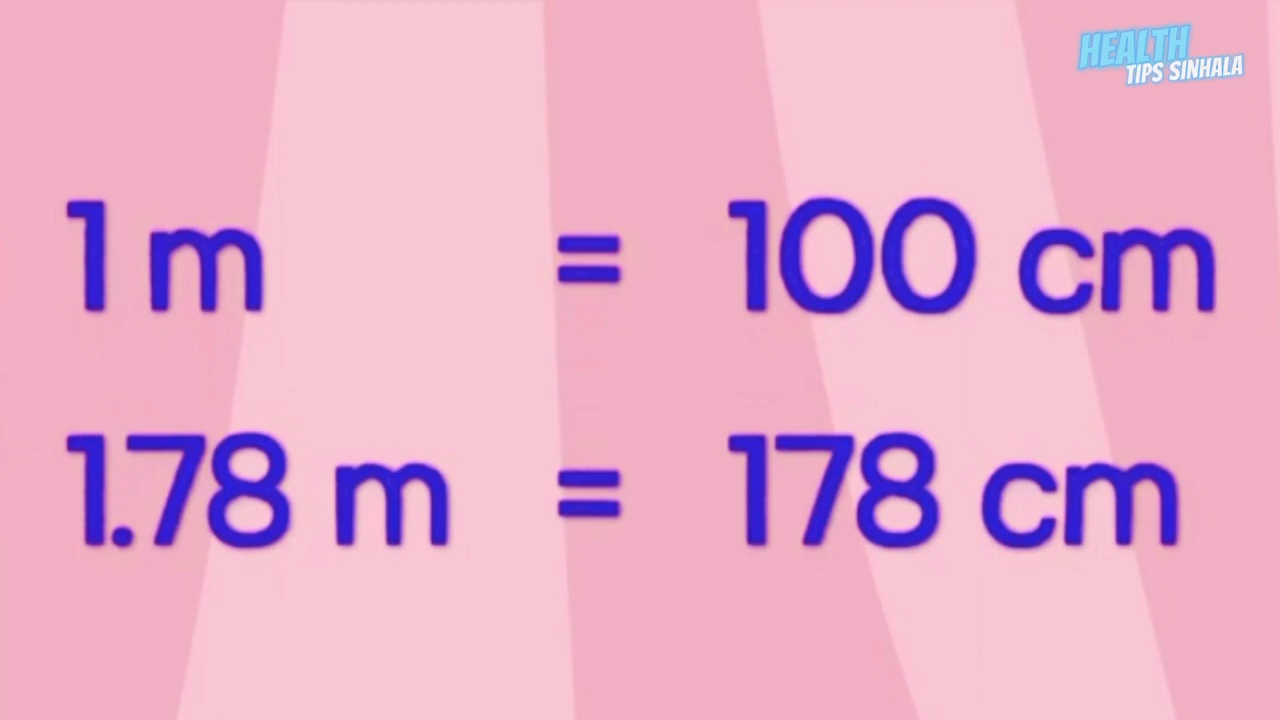 HEALTH
TIPS SINHALA
1 m = 100 cm
1.78 m = 178 cm